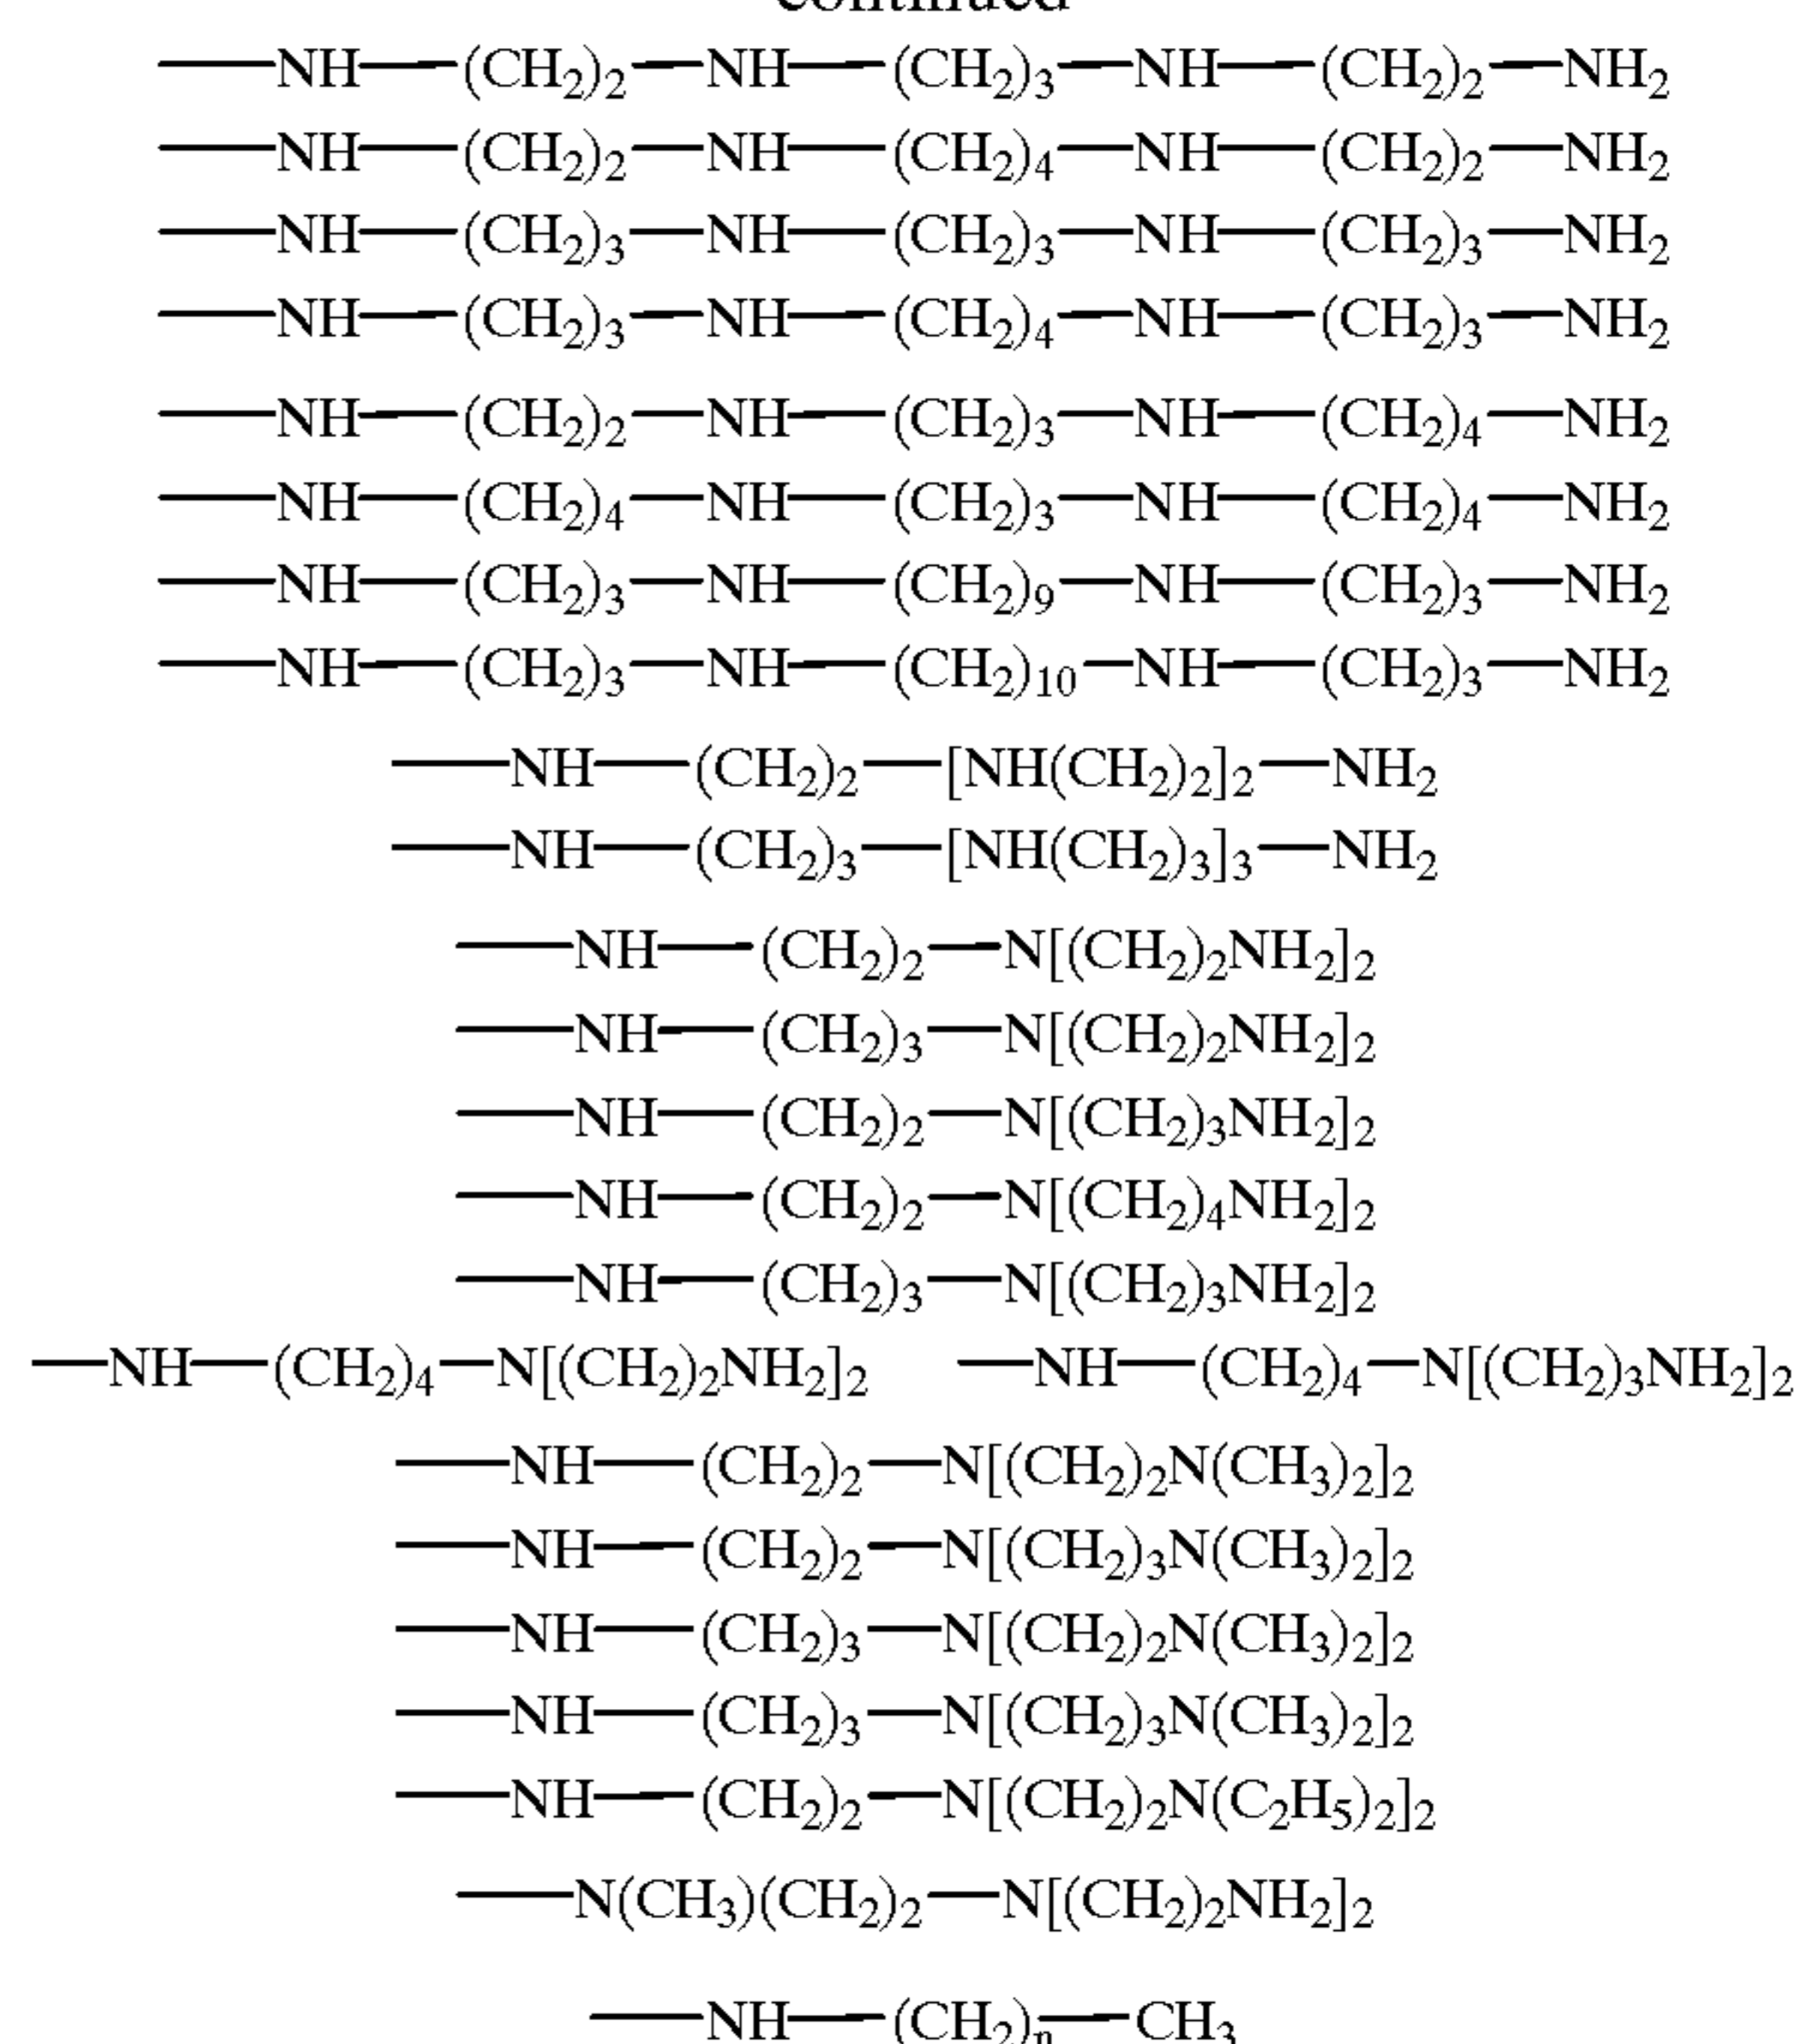 continued
—NH—(CH₂)₂—NH—(CH₂)₃—NH—(CH₂)₂—NH₂
—NH—(CH₂)₂—NH—(CH₂)₄—NH—(CH₂)₂—NH₂
—NH—(CH₂)₃—NH—(CH₂)₃—NH—(CH₂)₃—NH₂
—NH—(CH₂)₃—NH—(CH₂)₄—NH—(CH₂)₃—NH₂
—NH—(CH₂)₂—NH—(CH₂)₃—NH—(CH₂)₄—NH₂
—NH—(CH₂)₄—NH—(CH₂)₃—NH—(CH₂)₄—NH₂
—NH—(CH₂)₃—NH—(CH₂)₉—NH—(CH₂)₃—NH₂
—NH—(CH₂)₃—NH—(CH₂)₁₀—NH—(CH₂)₃—NH₂
—NH—(CH₂)₂—[NH(CH₂)₂]₂—NH₂
—NH—(CH₂)₃—[NH(CH₂)₃]₃—NH₂
—NH—(CH₂)₂—N[(CH₂)₂NH₂]₂
—NH—(CH₂)₃—N[(CH₂)₂NH₂]₂
—NH—(CH₂)₂—N[(CH₂)₃NH₂]₂
—NH—(CH₂)₂—N[(CH₂)₄NH₂]₂
—NH—(CH₂)₃—N[(CH₂)₃NH₂]₂
—NH—(CH₂)₄—N[(CH₂)₂NH₂]₂ —NH—(CH₂)₄—N[(CH₂)₃NH₂]₂
—NH—(CH₂)₂—N[(CH₂)₂N(CH₃)₂]₂
—NH—(CH₂)₂—N[(CH₂)₃N(CH₃)₂]₂
—NH—(CH₂)₃—N[(CH₂)₂N(CH₃)₂]₂
—NH—(CH₂)₃—N[(CH₂)₃N(CH₃)₂]₂
—NH—(CH₂)₂—N[(CH₂)₂N(C₂H₅)₂]₂
—N(CH₃)(CH₂)₂—N[(CH₂)₂NH₂]₂
—NH—(CH₂)ₙ—CH₃